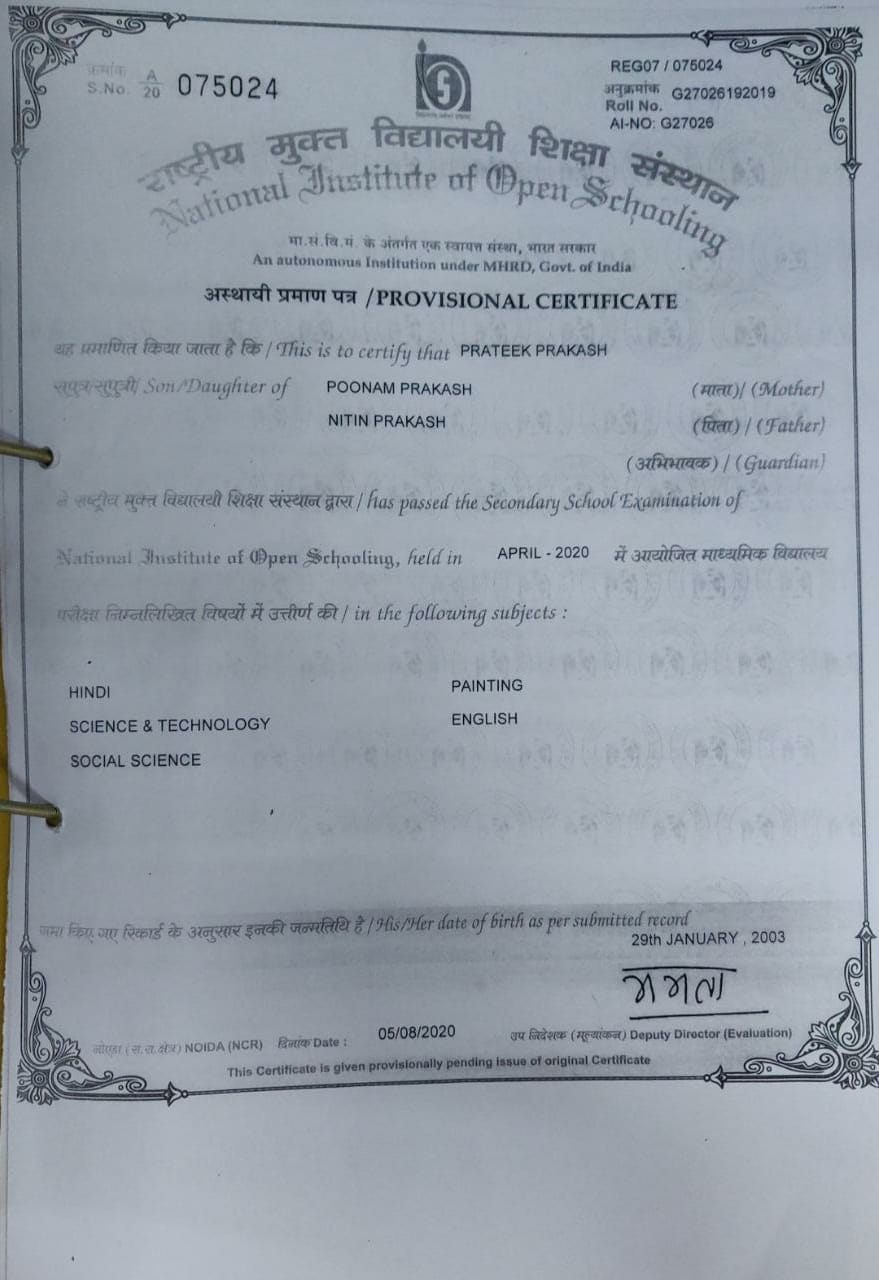 क्रमांक
S.No. A/20 075024
REG07 / 075024
अनुक्रमांक G27026192019
Roll No.
AI-NO: G27026
राष्ट्रीय मुक्त विद्यालयी शिक्षा संस्थान
National Institute of Open Schooling
मा.सं.वि.मं. के अंतर्गत एक स्वायत्त संस्था, भारत सरकार
An autonomous Institution under MHRD, Govt. of India
अस्थायी प्रमाण पत्र /PROVISIONAL CERTIFICATE
यह प्रमाणित किया जाता है कि / This is to certify that PRATEEK PRAKASH
सुपुत्र/सुपुत्री/ Son/Daughter of POONAM PRAKASH (माता)/ (Mother)
NITIN PRAKASH (पिता) / (Father)
(अभिभावक) / (Guardian)
ने राष्ट्रीय मुक्त विद्यालयी शिक्षा संस्थान द्वारा / has passed the Secondary School Examination of
National Institute of Open Schooling, held in APRIL - 2020 में आयोजित माध्यमिक विद्यालय
परीक्षा निम्नलिखित विषयों में उत्तीर्ण की / in the following subjects :
HINDI PAINTING
SCIENCE & TECHNOLOGY ENGLISH
SOCIAL SCIENCE
जमा किए गए रिकार्ड के अनुसार इनकी जन्मतिथि है / His/Her date of birth as per submitted record
29th JANUARY , 2003
ममता
नोएडा (रा.रा.क्षेत्र) NOIDA (NCR) दिनांक Date : 05/08/2020 उप निदेशक (मूल्यांकन) Deputy Director (Evaluation)
This Certificate is given provisionally pending issue of original Certificate